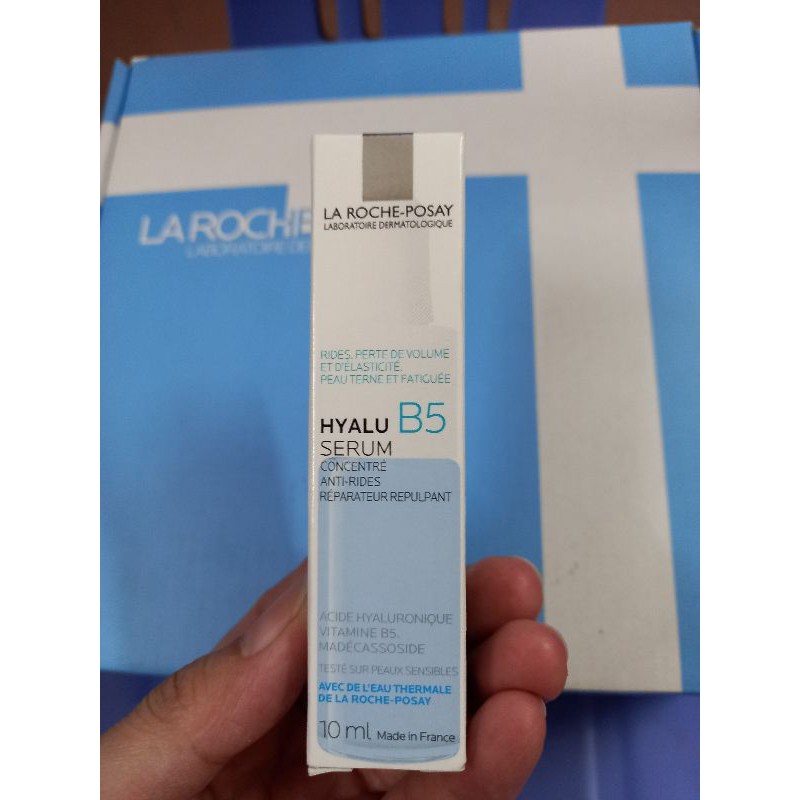 LA ROCHE
LABORATOIRE DE
LA ROCHE-POSAY
LABORATOIRE DERMATOLOGIQUE
RIDES, PERTE DE VOLUME
ET D'ÉLASTICITÉ,
PEAU TERNE ET FATIGUÉE
HYALU B5
SERUM
CONCENTRÉ
ANTI-RIDES
RÉPARATEUR REPULPANT
ACIDE HYALURONIQUE
VITAMINE B5,
MADÉCASSOSIDE
TESTÉ SUR PEAUX SENSIBLES
AVEC DE L'EAU THERMALE
DE LA ROCHE-POSAY
10 ml Made in France